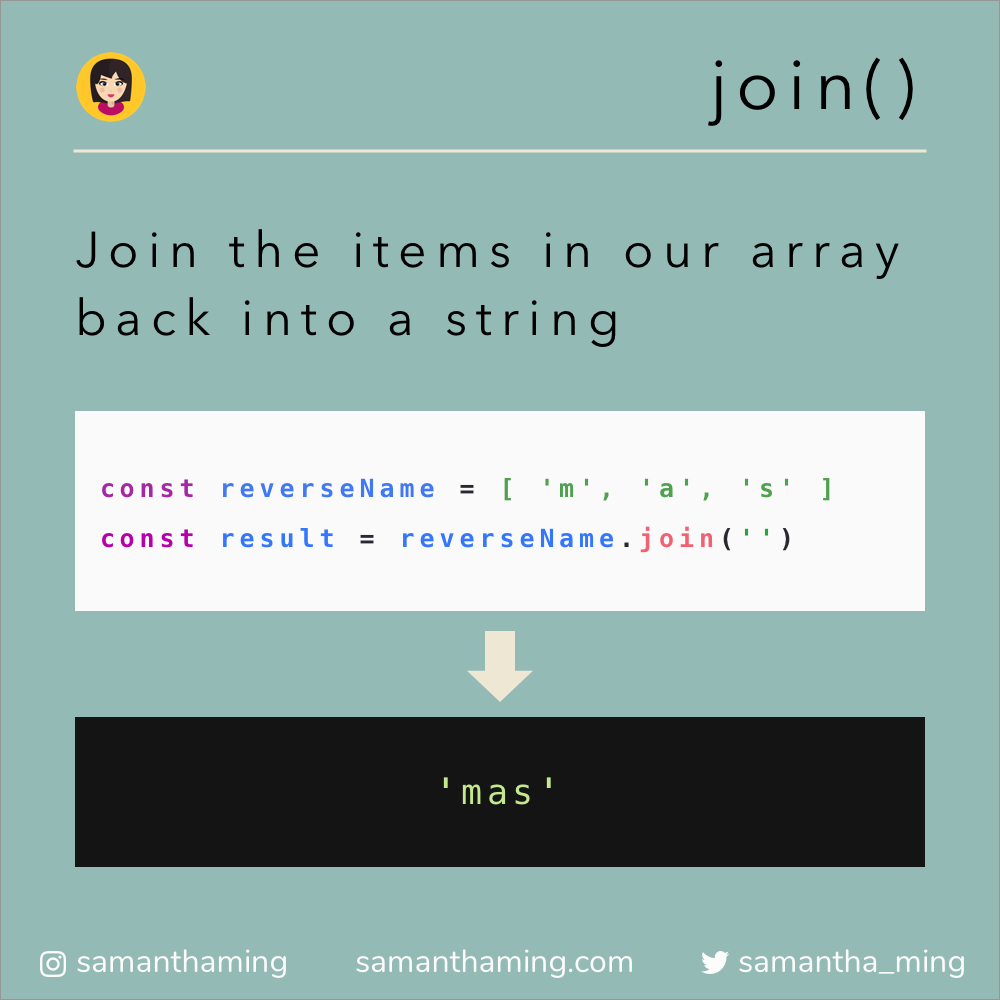 join()
Join the items in our array
back into a string
const reverseName = [ 'm', 'a', 's' ]
const result = reverseName.join('')
'mas'
samanthaming
samanthaming.com
samantha_ming